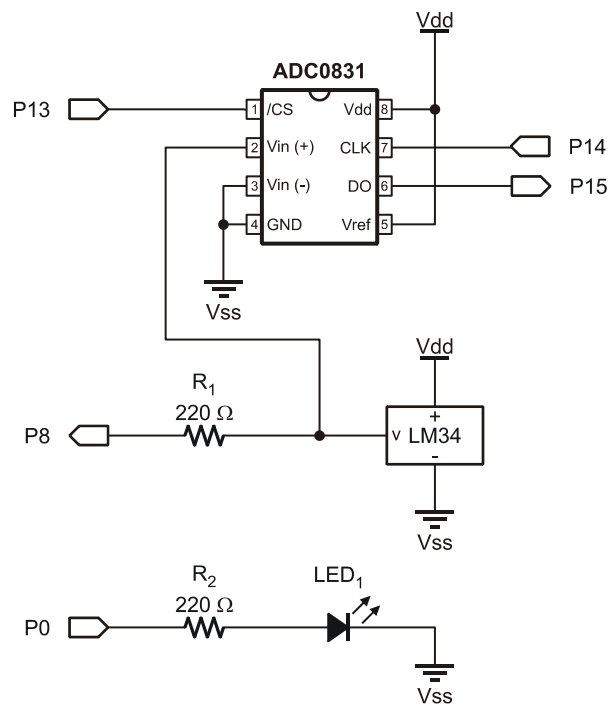 Vdd
ADC0831
P13 1 /CS Vdd 8
2 Vin (+) CLK 7 P14
3 Vin (-) DO 6 P15
4 GND Vref 5
Vss
Vdd
R1
220 Ω
P8 + v LM34 -
Vss
R2 LED1
220 Ω
P0
Vss